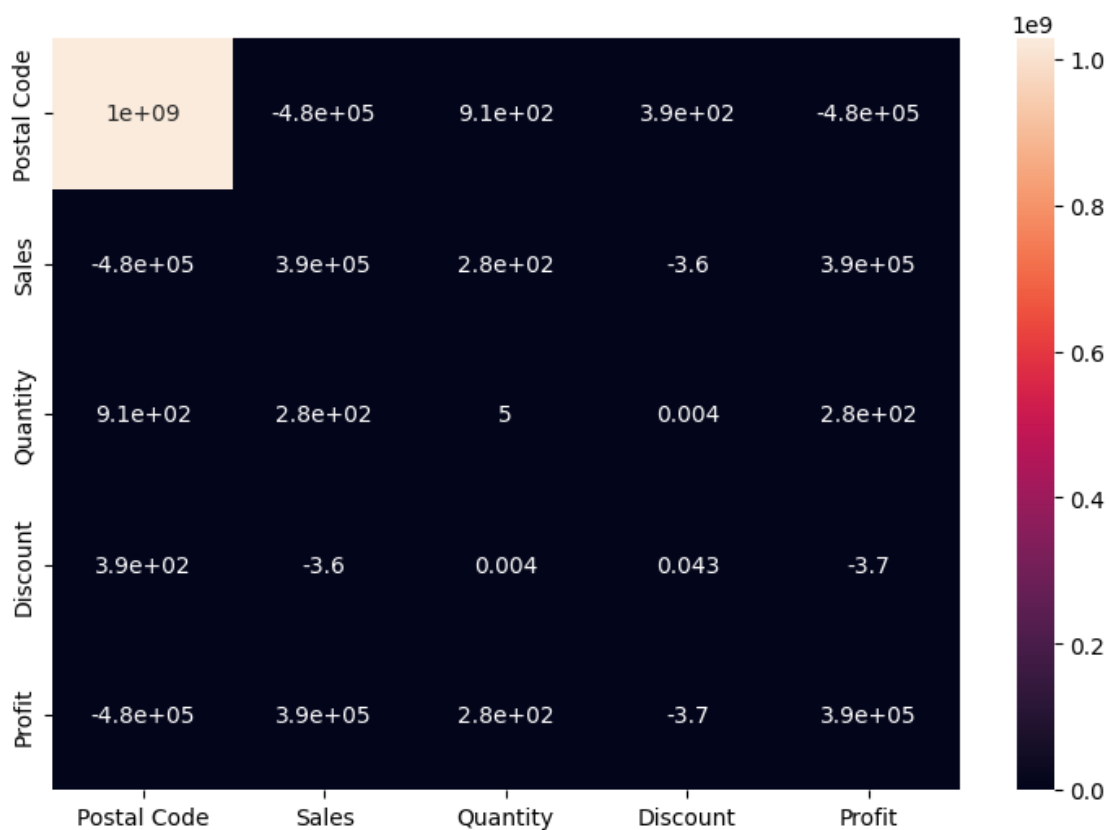 1e9
Postal Code 1e+09 -4.8e+05 9.1e+02 3.9e+02 -4.8e+05
Sales -4.8e+05 3.9e+05 2.8e+02 -3.6 3.9e+05
Quantity 9.1e+02 2.8e+02 5 0.004 2.8e+02
Discount 3.9e+02 -3.6 0.004 0.043 -3.7
Profit -4.8e+05 3.9e+05 2.8e+02 -3.7 3.9e+05
Postal Code Sales Quantity Discount Profit
1.0
0.8
0.6
0.4
0.2
0.0